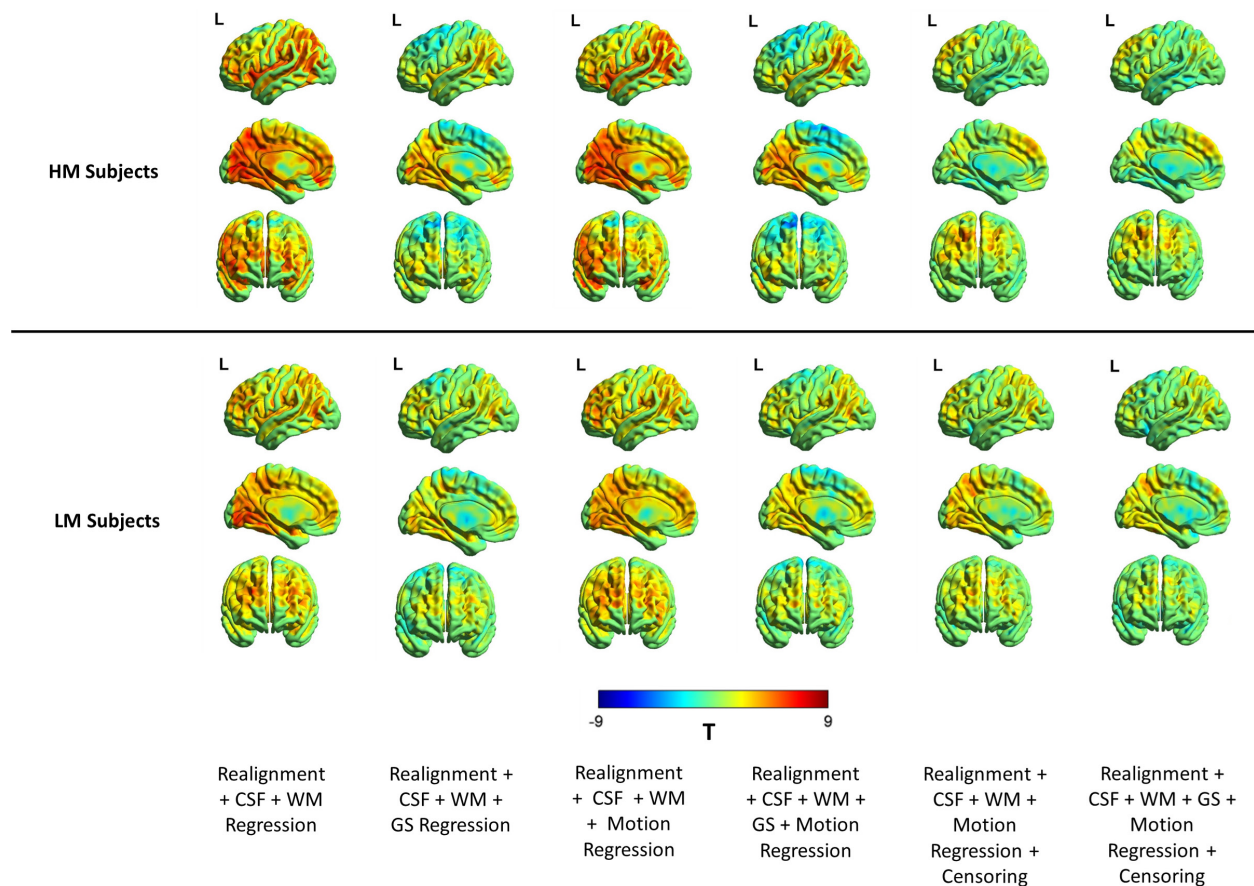 L L L L L L
HM Subjects
L L L L L L
LM Subjects
-9 9
T
Realignment
+ CSF + WM
Regression
Realignment +
CSF + WM +
GS Regression
Realignment
+ CSF + WM
+ Motion
Regression
Realignment
+ CSF + WM +
GS + Motion
Regression
Realignment +
CSF + WM +
Motion
Regression +
Censoring
Realignment +
CSF + WM + GS +
Motion
Regression +
Censoring